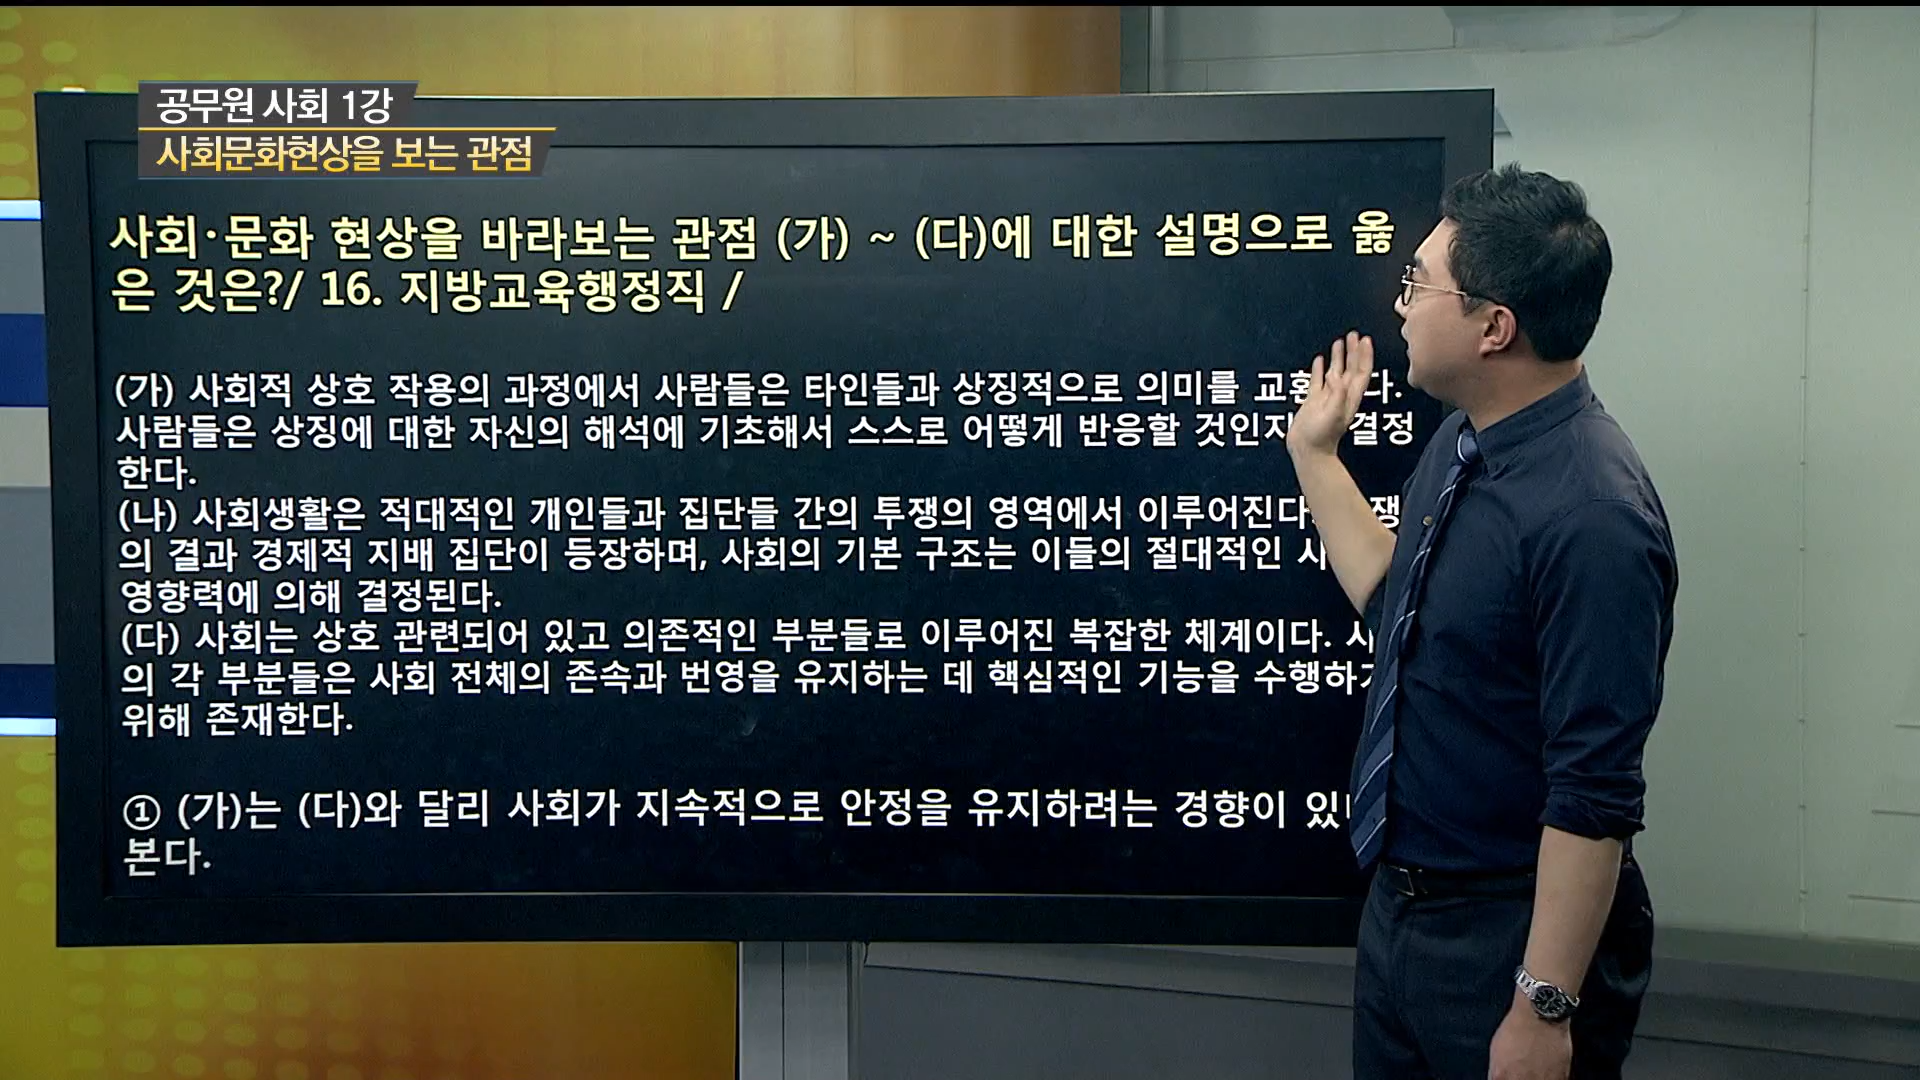 공무원 사회 1강
사회문화현상을 보는 관점
사회·문화 현상을 바라보는 관점 (가) ~ (다)에 대한 설명으로 옳
은 것은?/ 16. 지방교육행정직 /
(가) 사회적 상호 작용의 과정에서 사람들은 타인들과 상징적으로 의미를
사람들은 상징에 대한 자신의 해석에 기초해서 스스로 어떻게 반응할 결정
한다.
(나) 사회생활은 적대적인 개인들과 집단들 간의 투쟁의 영역에서
의 결과 경제적 지배 집단이 등장하며, 사회의 기본 구조는 이들의 절대적인
영향력에 의해 결정된다.
(다) 사회는 상호 관련되어 있고 의존적인 부분들로 이루어진 복잡한 체계이다.
의 각 부분들은 사회 전체의 존속과 번영을 유지하는 데 핵심적인 기능을
위해 존재한다.
① (가)는 (다)와 달리 사회가 지속적으로 안정을 유지하려는 경향이
본다.